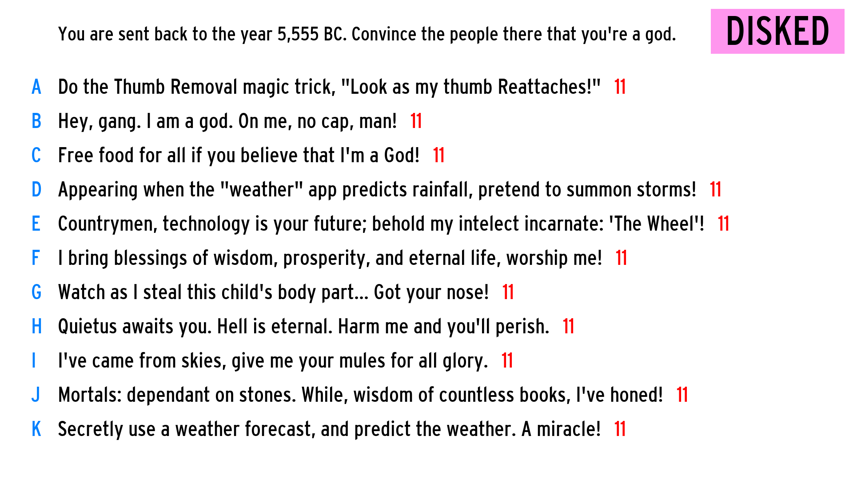 You are sent back to the year 5,555 BC. Convince the people there that you're a god.
DISKED
A Do the Thumb Removal magic trick, "Look as my thumb Reattaches!" 11
B Hey, gang. I am a god. On me, no cap, man! 11
C Free food for all if you believe that I'm a God! 11
D Appearing when the "weather" app predicts rainfall, pretend to summon storms! 11
E Countrymen, technology is your future; behold my intelect incarnate: 'The Wheel'! 11
F I bring blessings of wisdom, prosperity, and eternal life, worship me! 11
G Watch as I steal this child's body part... Got your nose! 11
H Quietus awaits you. Hell is eternal. Harm me and you'll perish. 11
I I've came from skies, give me your mules for all glory. 11
J Mortals: dependant on stones. While, wisdom of countless books, I've honed! 11
K Secretly use a weather forecast, and predict the weather. A miracle! 11